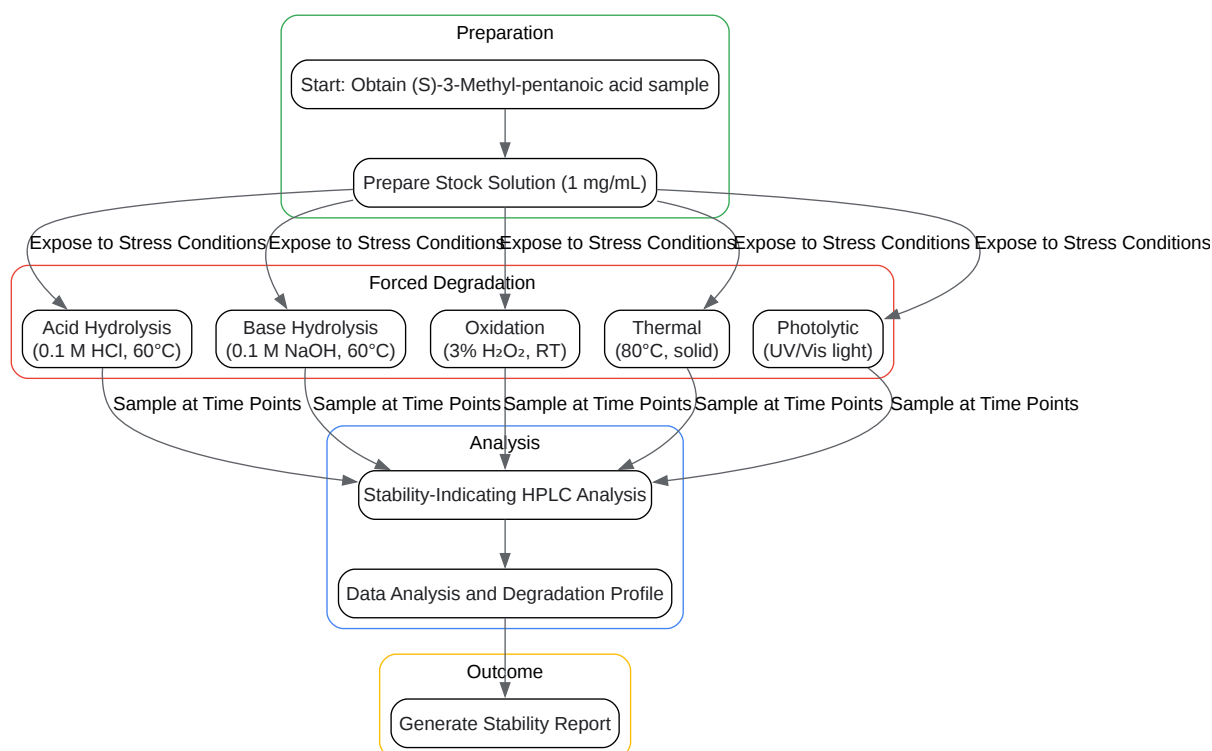 Preparation
Start: Obtain (S)-3-Methyl-pentanoic acid sample
Prepare Stock Solution (1 mg/mL)
Expose to Stress Conditions Expose to Stress Conditions Expose to Stress Conditions Expose to Stress Conditions Expose to Stress Conditions
Forced Degradation
Acid Hydrolysis
(0.1 M HCl, 60°C)
Base Hydrolysis
(0.1 M NaOH, 60°C)
Oxidation
(3% H₂O₂, RT)
Thermal
(80°C, solid)
Photolytic
(UV/Vis light)
Sample at Time Points Sample at Time Points Sample at Time Points Sample at Time Points Sample at Time Points
Analysis
Stability-Indicating HPLC Analysis
Data Analysis and Degradation Profile
Outcome
Generate Stability Report